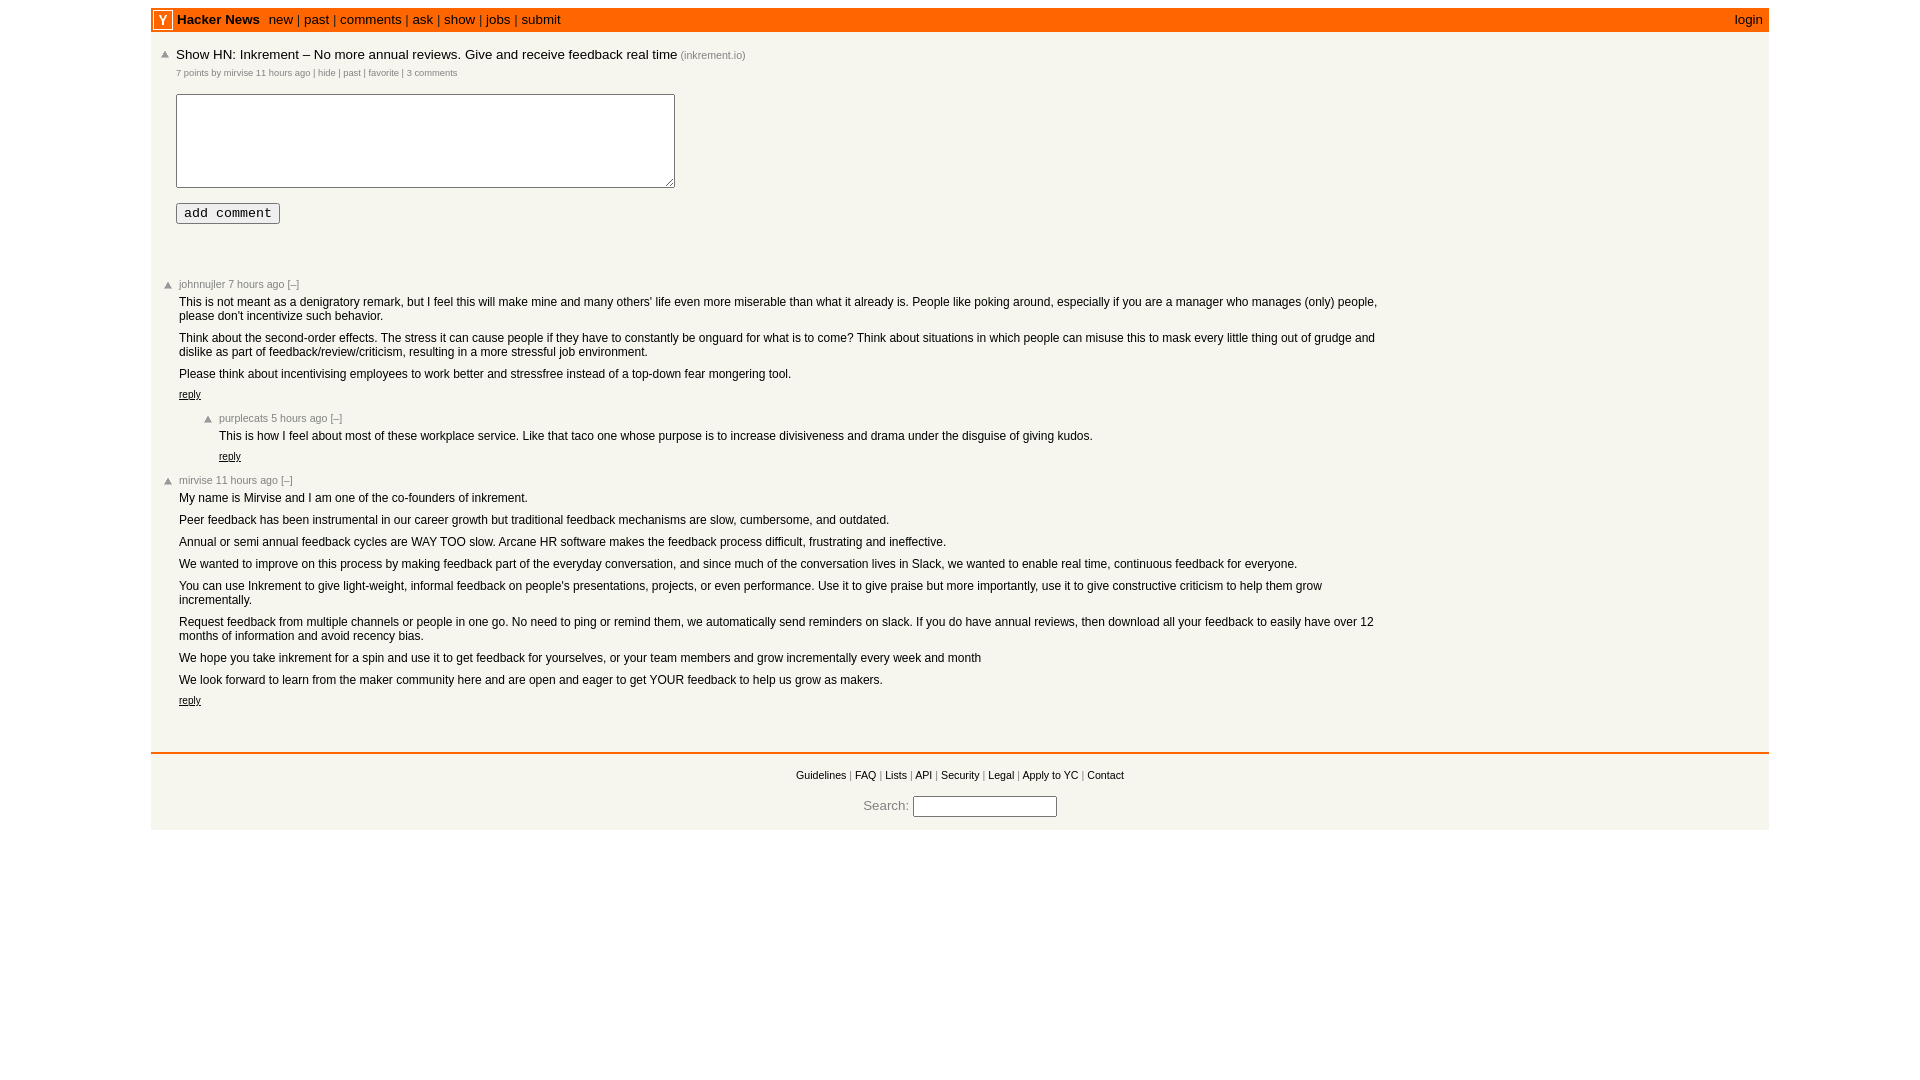 Y Hacker News new | past | comments | ask | show | jobs | submit login
Show HN: Inkrement – No more annual reviews. Give and receive feedback real time (inkrement.io)
7 points by mirvise 11 hours ago | hide | past | favorite | 3 comments
add comment
johnnujler 7 hours ago [–]
This is not meant as a denigratory remark, but I feel this will make mine and many others' life even more miserable than what it already is. People like poking around, especially if you are a manager who manages (only) people,
please don't incentivize such behavior.
Think about the second-order effects. The stress it can cause people if they have to constantly be onguard for what is to come? Think about situations in which people can misuse this to mask every little thing out of grudge and
dislike as part of feedback/review/criticism, resulting in a more stressful job environment.
Please think about incentivising employees to work better and stressfree instead of a top-down fear mongering tool.
reply
purplecats 5 hours ago [–]
This is how I feel about most of these workplace service. Like that taco one whose purpose is to increase divisiveness and drama under the disguise of giving kudos.
reply
mirvise 11 hours ago [–]
My name is Mirvise and I am one of the co-founders of inkrement.
Peer feedback has been instrumental in our career growth but traditional feedback mechanisms are slow, cumbersome, and outdated.
Annual or semi annual feedback cycles are WAY TOO slow. Arcane HR software makes the feedback process difficult, frustrating and ineffective.
We wanted to improve on this process by making feedback part of the everyday conversation, and since much of the conversation lives in Slack, we wanted to enable real time, continuous feedback for everyone.
You can use Inkrement to give light-weight, informal feedback on people's presentations, projects, or even performance. Use it to give praise but more importantly, use it to give constructive criticism to help them grow
incrementally.
Request feedback from multiple channels or people in one go. No need to ping or remind them, we automatically send reminders on slack. If you do have annual reviews, then download all your feedback to easily have over 12
months of information and avoid recency bias.
We hope you take inkrement for a spin and use it to get feedback for yourselves, or your team members and grow incrementally every week and month
We look forward to learn from the maker community here and are open and eager to get YOUR feedback to help us grow as makers.
reply
Guidelines | FAQ | Lists | API | Security | Legal | Apply to YC | Contact
Search: